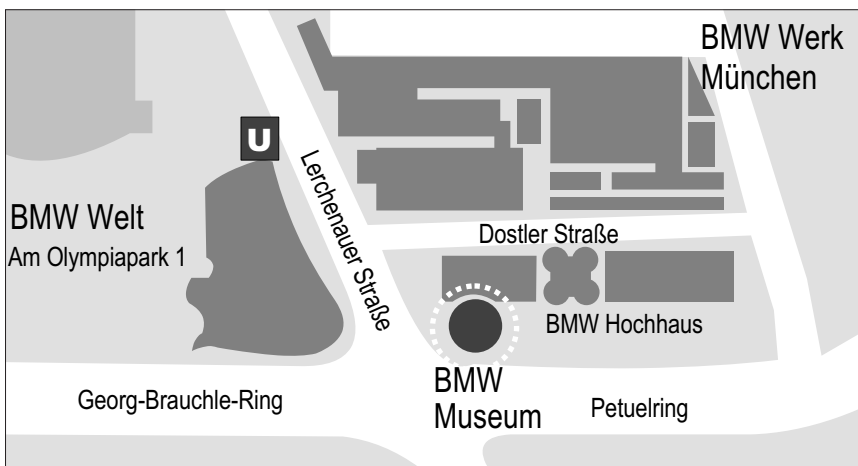 BMW Werk
München
U
Lerchenauer Straße
BMW Welt
Am Olympiapark 1
Dostler Straße
BMW Hochhaus
BMW
Museum
Georg-Brauchle-Ring
Petuelring